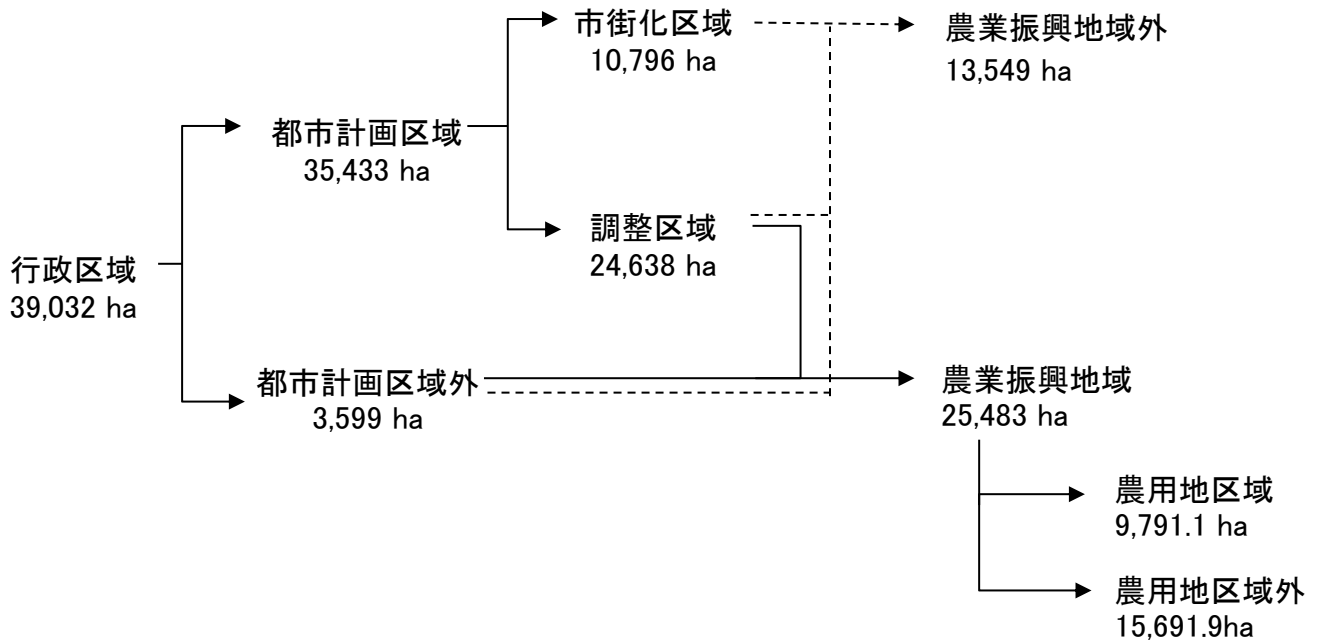 市街化区域
10,796 ha
農業振興地域外
13,549 ha
都市計画区域
35,433 ha
調整区域
24,638 ha
行政区域
39,032 ha
都市計画区域外
3,599 ha
農業振興地域
25,483 ha
農用地区域
9,791.1 ha
農用地区域外
15,691.9ha